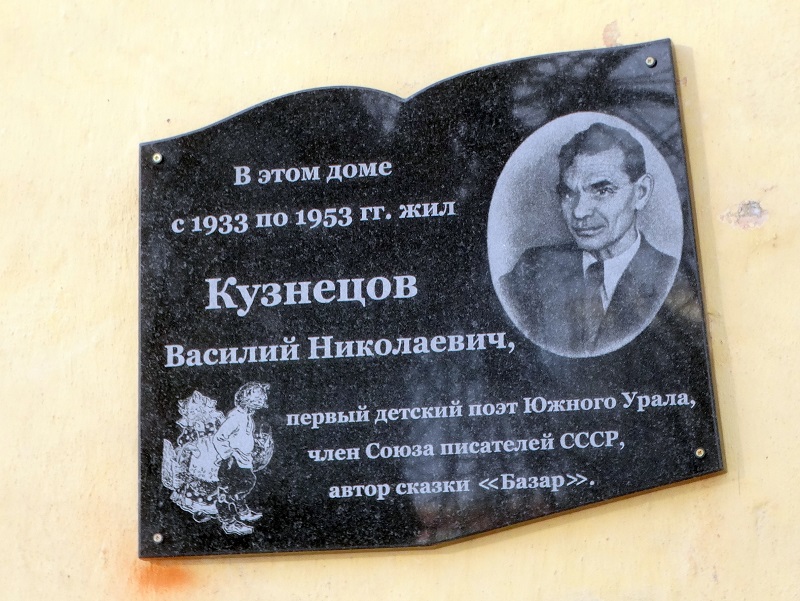 В этом доме
с 1933 по 1953 гг. жил
Кузнецов
Василий Николаевич,
первый детский поэт Южного Урала,
член Союза писателей СССР,
автор сказки «Базар».